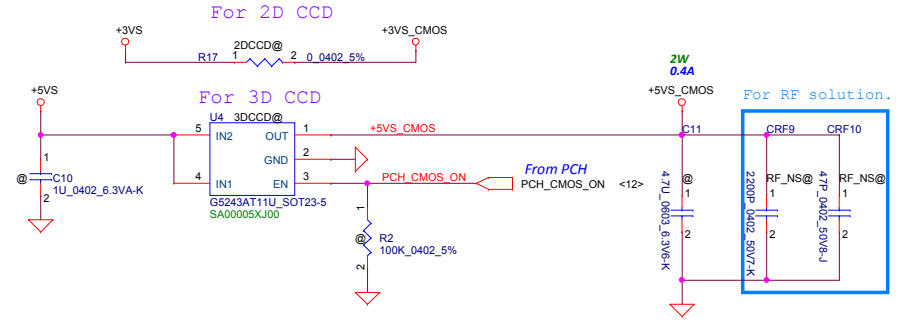 For 2D CCD
+3VS
2DCCD@
+3VS_CMOS
R17
1
2
0_0402_5%
2W
0.4A
+5VS
For 3D CCD
+5VS_CMOS
For RF solution.
U4
3DCCD@
5
IN2
OUT
1
+5VS_CMOS
C11
CRF9
CRF10
GND
2
1
@
C10
1U_0402_6.3VA-K
2
4
IN1
EN
3
PCH_CMOS_ON
From PCH
PCH_CMOS_ON
<12>
G5243AT11U_SOT23-5
SA00005XJ00
1
@
R2
100K_0402_5%
2
@
1
2
4.7U_0603_6.3V6-K
RF_NS@
1
2
2200P_0402_50V7-K
RF_NS@
1
2
47P_0402_50V8-J